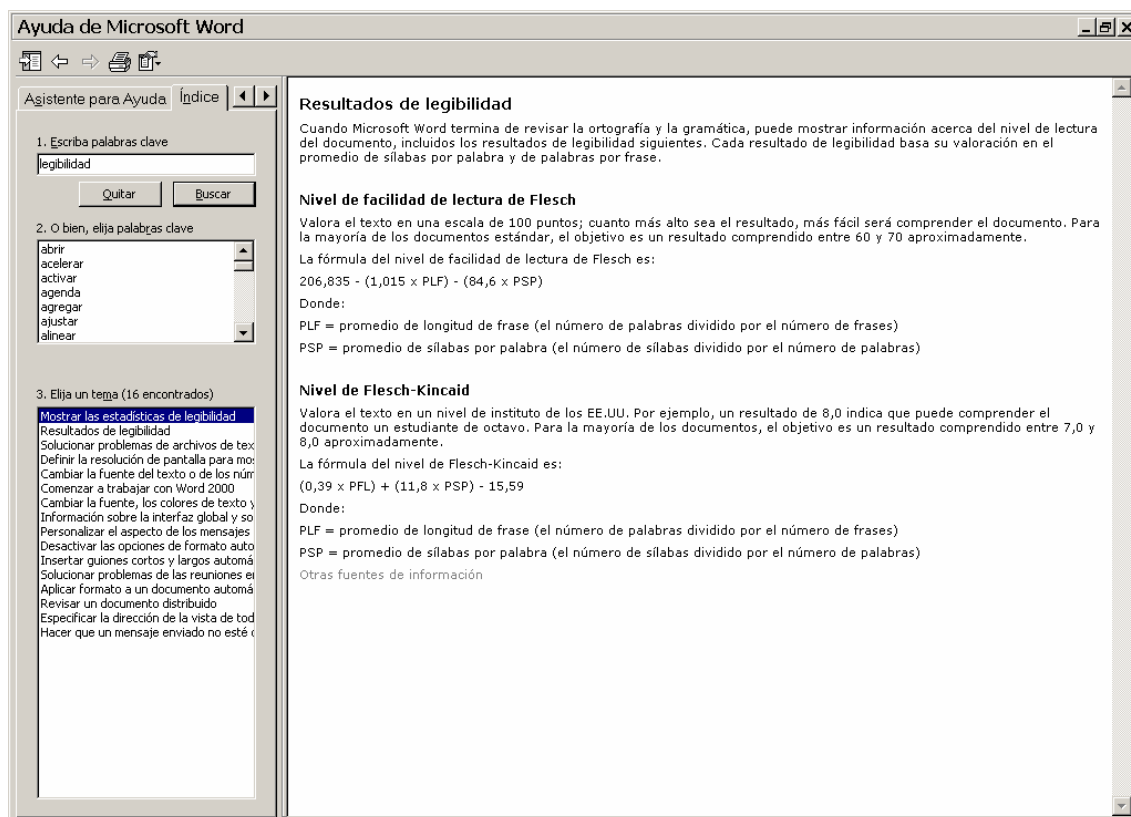 Ayuda de Microsoft Word
Asistente para Ayuda Índice
1. Escriba palabras clave
legibilidad
Quitar Buscar
2. O bien, elija palabras clave
abrir
acelerar
activar
agenda
agregar
ajustar
alinear
3. Elija un tema (16 encontrados)
Mostrar las estadísticas de legibilidad
Resultados de legibilidad
Solucionar problemas de archivos de tex
Definir la resolución de pantalla para mos
Cambiar la fuente del texto o de los núm
Comenzar a trabajar con Word 2000
Cambiar la fuente, los colores de texto y
Información sobre la interfaz global y so
Personalizar el aspecto de los mensajes
Desactivar las opciones de formato auto
Insertar guiones cortos y largos automá
Solucionar problemas de las reuniones en
Aplicar formato a un documento automá
Revisar un documento distribuido
Especificar la dirección de la vista de tod
Hacer que un mensaje enviado no esté
Resultados de legibilidad
Cuando Microsoft Word termina de revisar la ortografía y la gramática, puede mostrar información acerca del nivel de lectura
del documento, incluidos los resultados de legibilidad siguientes. Cada resultado de legibilidad basa su valoración en el
promedio de sílabas por palabra y de palabras por frase.
Nivel de facilidad de lectura de Flesch
Valora el texto en una escala de 100 puntos; cuanto más alto sea el resultado, más fácil será comprender el documento. Para
la mayoría de los documentos estándar, el objetivo es un resultado comprendido entre 60 y 70 aproximadamente.
La fórmula del nivel de facilidad de lectura de Flesch es:
206,835 - (1,015 x PLF) - (84,6 x PSP)
Donde:
PLF = promedio de longitud de frase (el número de palabras dividido por el número de frases)
PSP = promedio de sílabas por palabra (el número de sílabas dividido por el número de palabras)
Nivel de Flesch-Kincaid
Valora el texto en un nivel de instituto de los EE.UU. Por ejemplo, un resultado de 8,0 indica que puede comprender el
documento un estudiante de octavo. Para la mayoría de los documentos, el objetivo es un resultado comprendido entre 7,0 y
8,0 aproximadamente.
La fórmula del nivel de Flesch-Kincaid es:
(0,39 x PFL) + (11,8 x PSP) - 15,59
Donde:
PLF = promedio de longitud de frase (el número de palabras dividido por el número de frases)
PSP = promedio de sílabas por palabra (el número de sílabas dividido por el número de palabras)
Otras fuentes de información